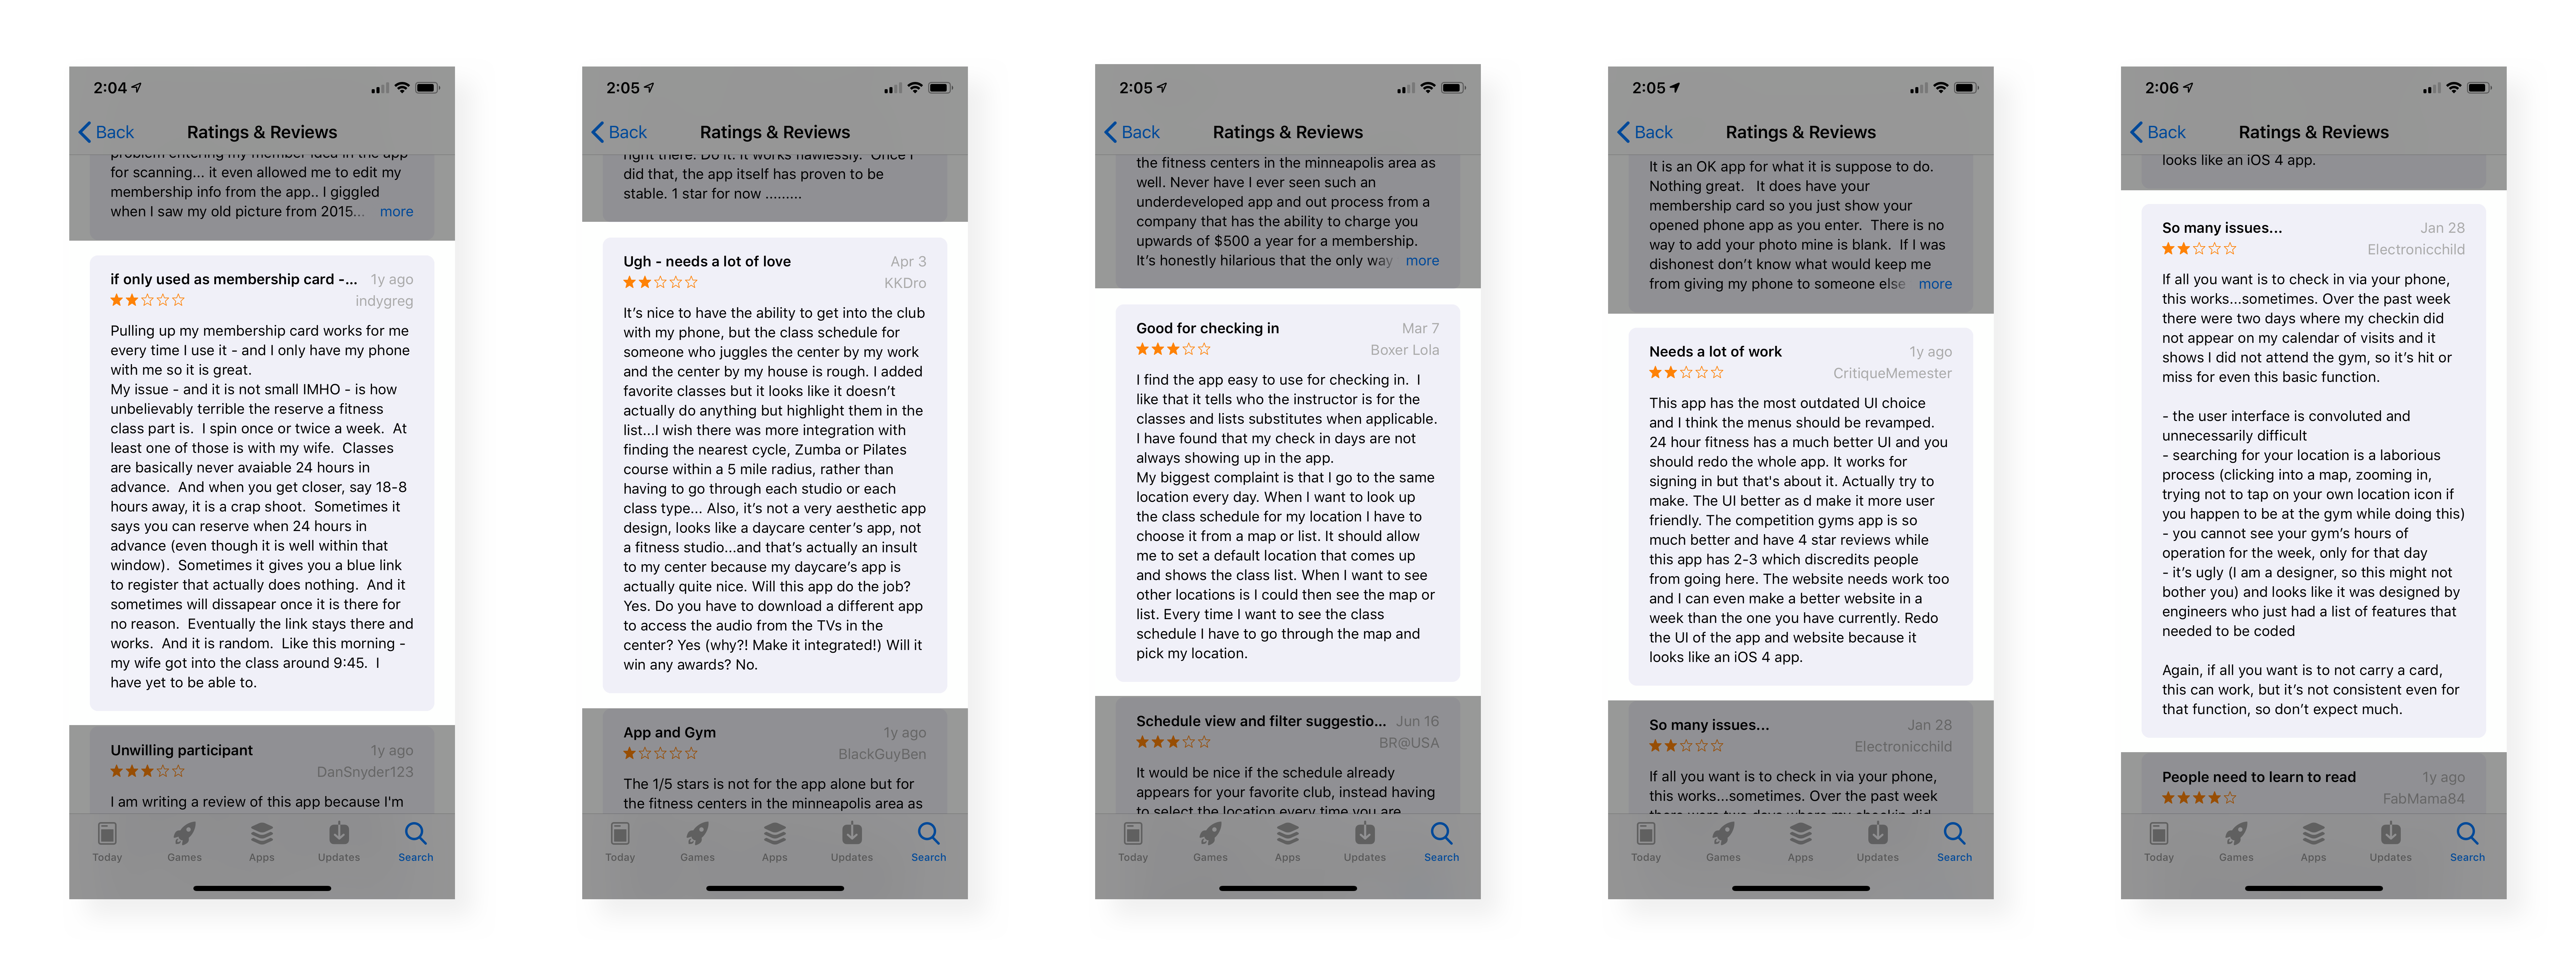 2:04
Back
Ratings & Reviews
problem entering my member idea in the app
for scanning... it even allowed me to edit my
membership info from the app.. I giggled
when I saw my old picture from 2015... more
if only used as membership card -... 1y ago
indygreg
Pulling up my membership card works for me
every time I use it - and I only have my phone
with me so it is great.
My issue - and it is not small IMHO - is how
unbelievably terrible the reserve a fitness
class part is. I spin once or twice a week. At
least one of those is with my wife. Classes
are basically never avaiable 24 hours in
advance. And when you get closer, say 18-8
hours away, it is a crap shoot. Sometimes it
says you can reserve when 24 hours in
advance (even though it is well within that
window). Sometimes it gives you a blue link
to register that actually does nothing. And it
sometimes will dissapear once it is there for
no reason. Eventually the link stays there and
works. And it is random. Like this morning -
my wife got into the class around 9:45. I
have yet to be able to.
Unwilling participant 1y ago
DanSnyder123
I am writing a review of this app because I'm
Today Games Apps Updates Search
2:05
Back
Ratings & Reviews
right there. Do it. It works flawlessly. Once I
did that, the app itself has proven to be
stable. 1 star for now .........
Ugh - needs a lot of love Apr 3
KKDro
It's nice to have the ability to get into the club
with my phone, but the class schedule for
someone who juggles the center by my work
and the center by my house is rough. I added
favorite classes but it looks like it doesn't
actually do anything but highlight them in the
list...I wish there was more integration with
finding the nearest cycle, Zumba or Pilates
course within a 5 mile radius, rather than
having to go through each studio or each
class type... Also, it's not a very aesthetic app
design, looks like a daycare center's app, not
a fitness studio...and that's actually an insult
to my center because my daycare's app is
actually quite nice. Will this app do the job?
Yes. Do you have to download a different app
to access the audio from the TVs in the
center? Yes (why?! Make it integrated!) Will it
win any awards? No.
App and Gym 1y ago
BlackGuyBen
The 1/5 stars is not for the app alone but for
the fitness centers in the minneapolis area as
Today Games Apps Updates Search
2:05
Back
Ratings & Reviews
the fitness centers in the minneapolis area as
well. Never have I ever seen such an
underdeveloped app and out process from a
company that has the ability to charge you
upwards of $500 a year for a membership.
It's honestly hilarious that the only way more
Good for checking in Mar 7
Boxer Lola
I find the app easy to use for checking in. I
like that it tells who the instructor is for the
classes and lists substitutes when applicable.
I have found that my check in days are not
always showing up in the app.
My biggest complaint is that I go to the same
location every day. When I want to look up
the class schedule for my location I have to
choose it from a map or list. It should allow
me to set a default location that comes up
and shows the class list. When I want to see
other locations is I could then see the map or
list. Every time I want to see the class
schedule I have to go through the map and
pick my location.
Schedule view and filter suggestio... Jun 16
BR@USA
It would be nice if the schedule already
appears for your favorite club, instead having
to select the location every time you are
Today Games Apps Updates Search
2:05
Back
Ratings & Reviews
It is an OK app for what it is suppose to do.
Nothing great. It does have your
membership card so you just show your
opened phone app as you enter. There is no
way to add your photo mine is blank. If I was
dishonest don't know what would keep me
from giving my phone to someone else more
Needs a lot of work 1y ago
CritiqueMemester
This app has the most outdated UI choice
and I think the menus should be revamped.
24 hour fitness has a much better UI and you
should redo the whole app. It works for
signing in but that's about it. Actually try to
make. The UI better as d make it more user
friendly. The competition gyms app is so
much better and have 4 star reviews while
this app has 2-3 which discredits people
from going here. The website needs work too
and I can even make a better website in a
week than the one you have currently. Redo
the UI of the app and website because it
looks like an iOS 4 app.
So many issues... Jan 28
Electronicchild
If all you want is to check in via your phone,
this works...sometimes. Over the past week
there were two days where my checkin did
Today Games Apps Updates Search
2:06
Back
Ratings & Reviews
looks like an iOS 4 app.
So many issues... Jan 28
Electronicchild
If all you want is to check in via your phone,
this works...sometimes. Over the past week
there were two days where my checkin did
not appear on my calendar of visits and it
shows I did not attend the gym, so it's hit or
miss for even this basic function.
- the user interface is convoluted and
unnecessarily difficult
- searching for your location is a laborious
process (clicking into a map, zooming in,
trying not to tap on your own location icon if
you happen to be at the gym while doing this)
- you cannot see your gym's hours of
operation for the week, only for that day
- it's ugly (I am a designer, so this might not
bother you) and looks like it was designed by
engineers who just had a list of features that
needed to be coded
Again, if all you want is to not carry a card,
this can work, but it's not consistent even for
that function, so don't expect much.
People need to learn to read 1y ago
FabMama84
Today Games Apps Updates Search